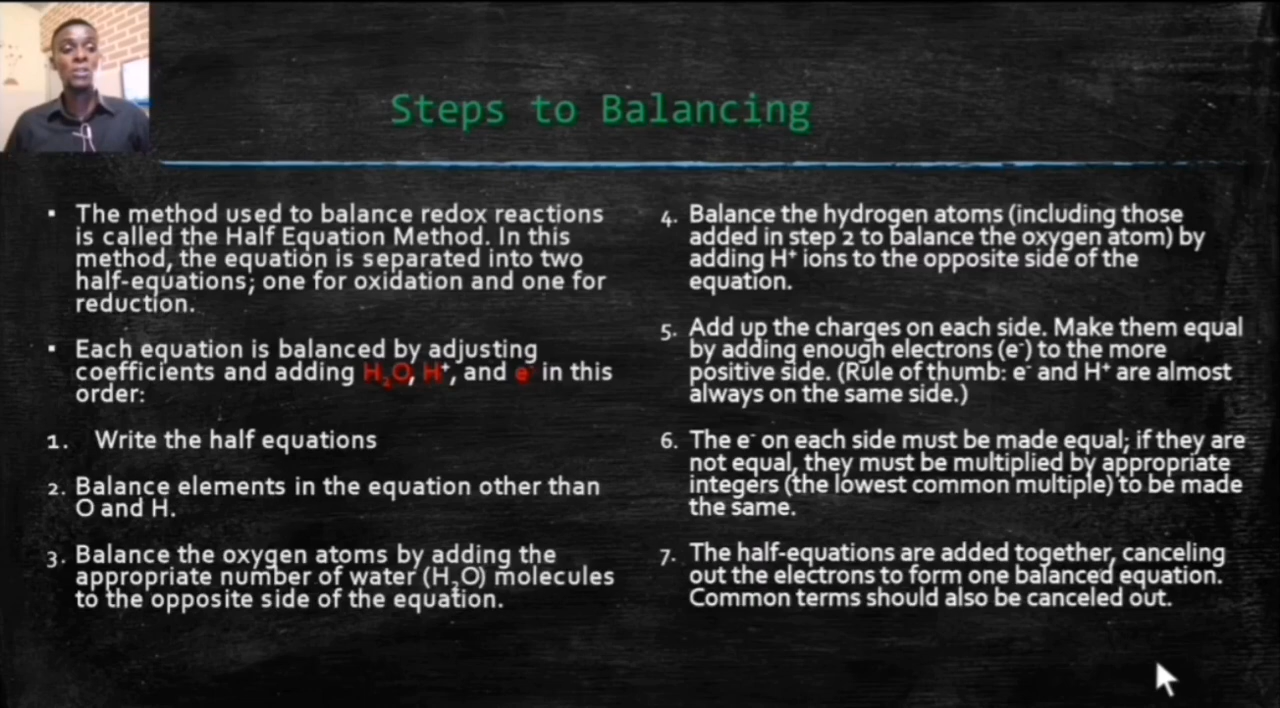 Steps to Balancing
▪ The method used to balance redox reactions
is called the Half Equation Method. In this
method, the equation is separated into two
half-equations; one for oxidation and one for
reduction.
▪ Each equation is balanced by adjusting
coefficients and adding H₂O, H⁺, and e⁻ in this
order:
1. Write the half equations
2. Balance elements in the equation other than
O and H.
3. Balance the oxygen atoms by adding the
appropriate number of water (H₂O) molecules
to the opposite side of the equation.
4. Balance the hydrogen atoms (including those
added in step 2 to balance the oxygen atom) by
adding H⁺ ions to the opposite side of the
equation.
5. Add up the charges on each side. Make them equal
by adding enough electrons (e⁻) to the more
positive side. (Rule of thumb: e⁻ and H⁺ are almost
always on the same side.)
6. The e⁻ on each side must be made equal; if they are
not equal, they must be multiplied by appropriate
integers (the lowest common multiple) to be made
the same.
7. The half-equations are added together, canceling
out the electrons to form one balanced equation.
Common terms should also be canceled out.